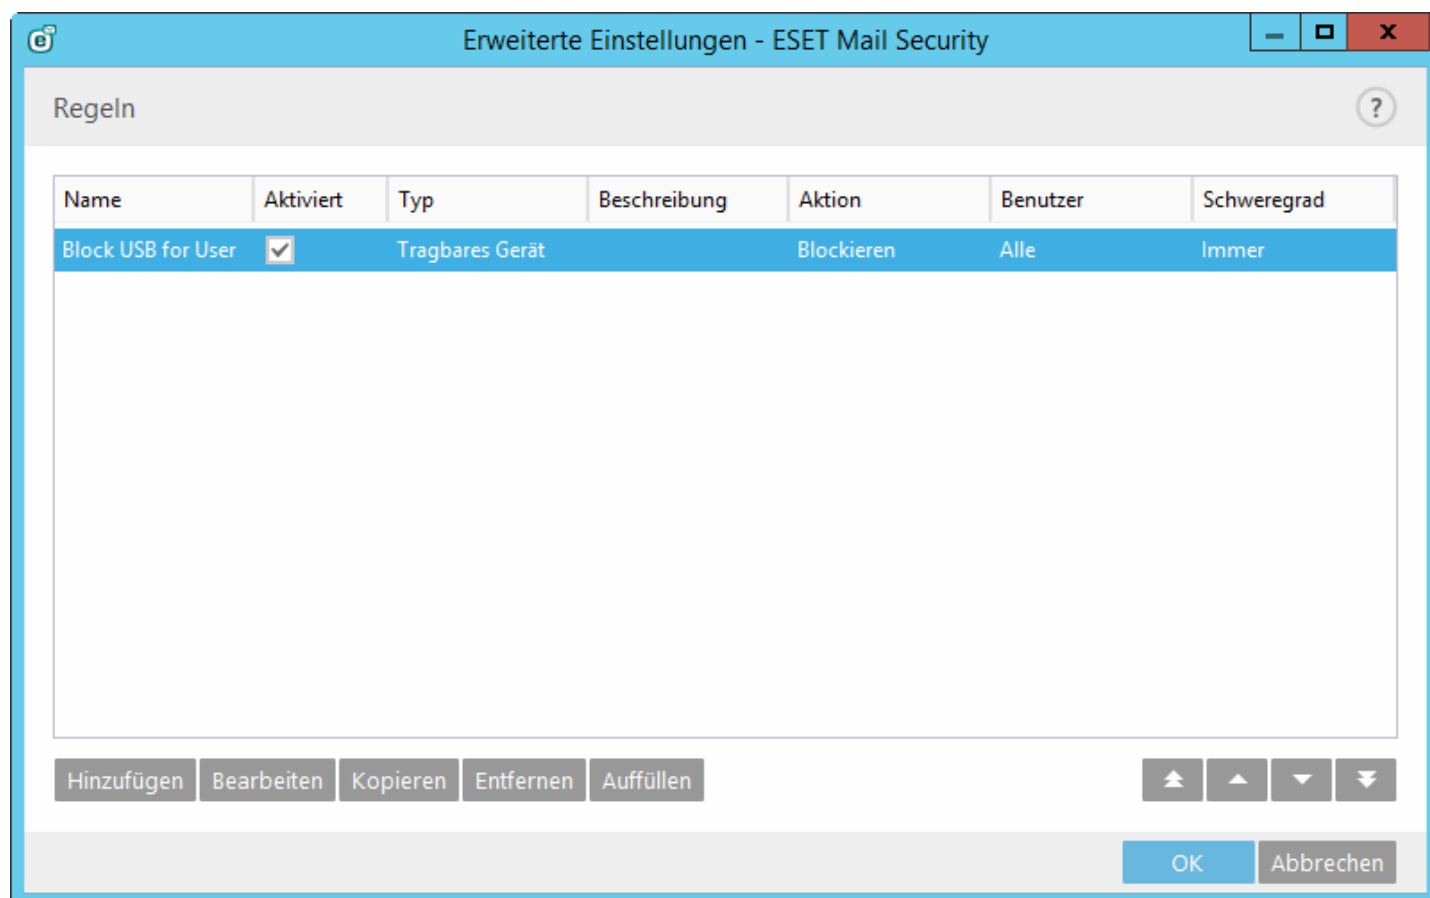 Erweiterte Einstellungen - ESET Mail Security
Regeln
?
Name Aktiviert Typ Beschreibung Aktion Benutzer Schweregrad
Block USB for User Tragbares Gerät Blockieren Alle Immer
Hinzufügen Bearbeiten Kopieren Entfernen Auffüllen
OK Abbrechen